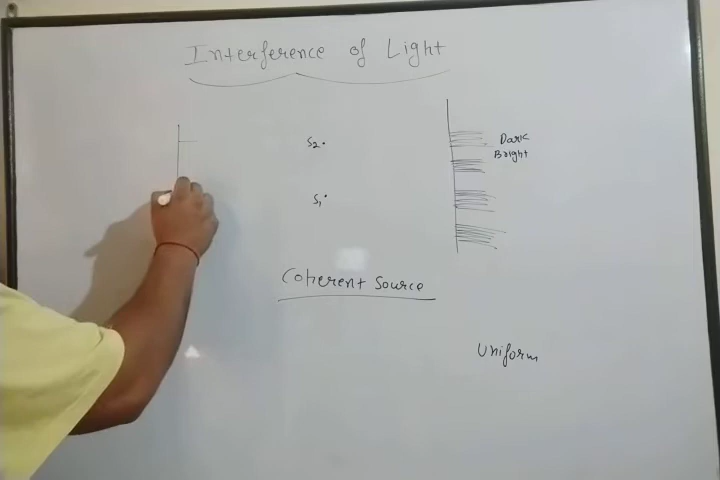 Interference of Light
S2.
Dark
Bright
S1.
Coherent Source
Uniform